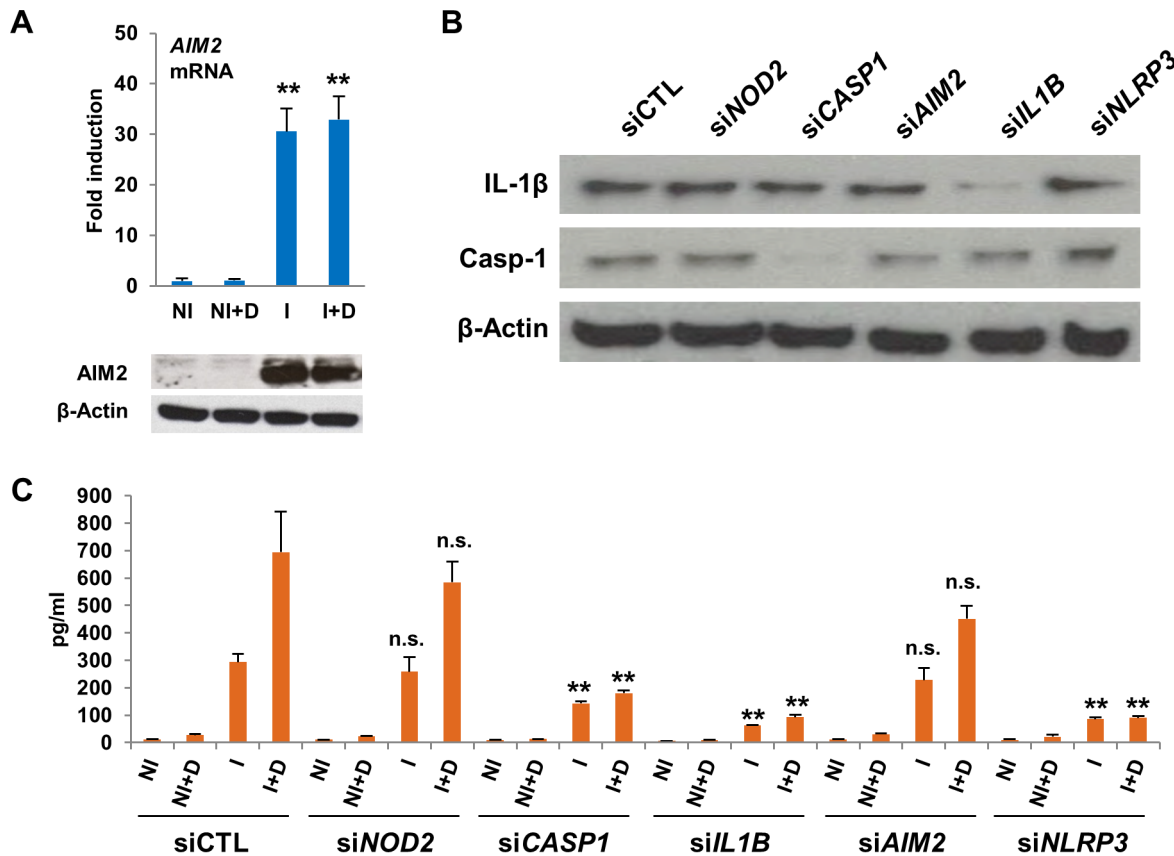 A
AIM2
mRNA
Fold induction
50
40
30
20
10
0
**
**
NI
NI+D
I
I+D
AIM2
β-Actin
B
siCTL
siNOD2
siCASP1
siAIM2
siIL1B
siNLRP3
IL-1β
Casp-1
β-Actin
C
pg/ml
900
800
700
600
500
400
300
200
100
0
n.s.
n.s.
**
**
**
**
n.s.
n.s.
**
**
NI
NI+D
I
I+D
NI
NI+D
I
I+D
NI
NI+D
I
I+D
NI
NI+D
I
I+D
NI
NI+D
I
I+D
NI
NI+D
I
I+D
siCTL
siNOD2
siCASP1
siIL1B
siAIM2
siNLRP3